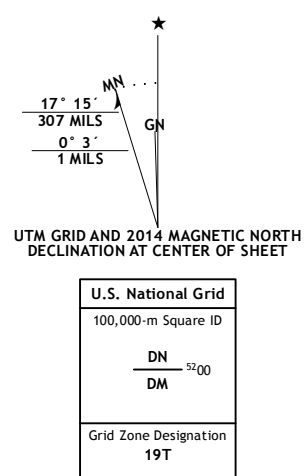 ★
MN
17° 15´
307 MILS
GN
0° 3´
1 MILS
UTM GRID AND 2014 MAGNETIC NORTH
DECLINATION AT CENTER OF SHEET
U.S. National Grid
100,000-m Square ID
DN
5200
DM
Grid Zone Designation
19T